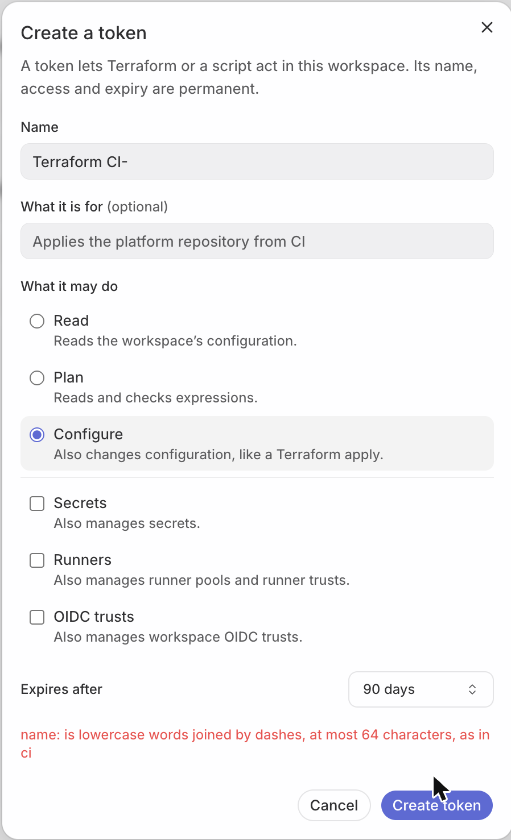 Create a token
A token lets Terraform or a script act in this workspace. Its name,
access and expiry are permanent.
Name
Terraform CI-
What it is for (optional)
Applies the platform repository from CI
What it may do
Read
Reads the workspace's configuration.
Plan
Reads and checks expressions.
Configure
Also changes configuration, like a Terraform apply.
Secrets
Also manages secrets.
Runners
Also manages runner pools and runner trusts.
OIDC trusts
Also manages workspace OIDC trusts.
Expires after
90 days
name: is lowercase words joined by dashes, at most 64 characters, as in
ci
Cancel
Create token